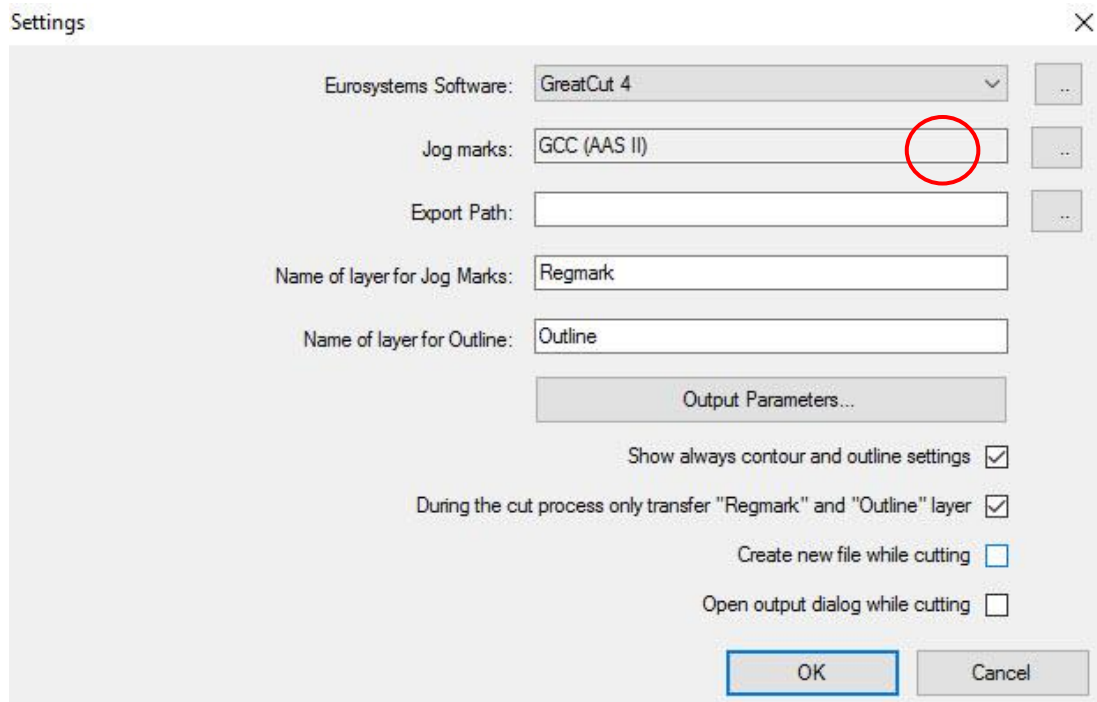 Settings
Eurosystems Software: GreatCut 4 ..
Jog marks: GCC (AAS II) ..
Export Path: ..
Name of layer for Jog Marks: Regmark
Name of layer for Outline: Outline
Output Parameters...
Show always contour and outline settings
During the cut process only transfer "Regmark" and "Outline" layer
Create new file while cutting
Open output dialog while cutting
OK Cancel